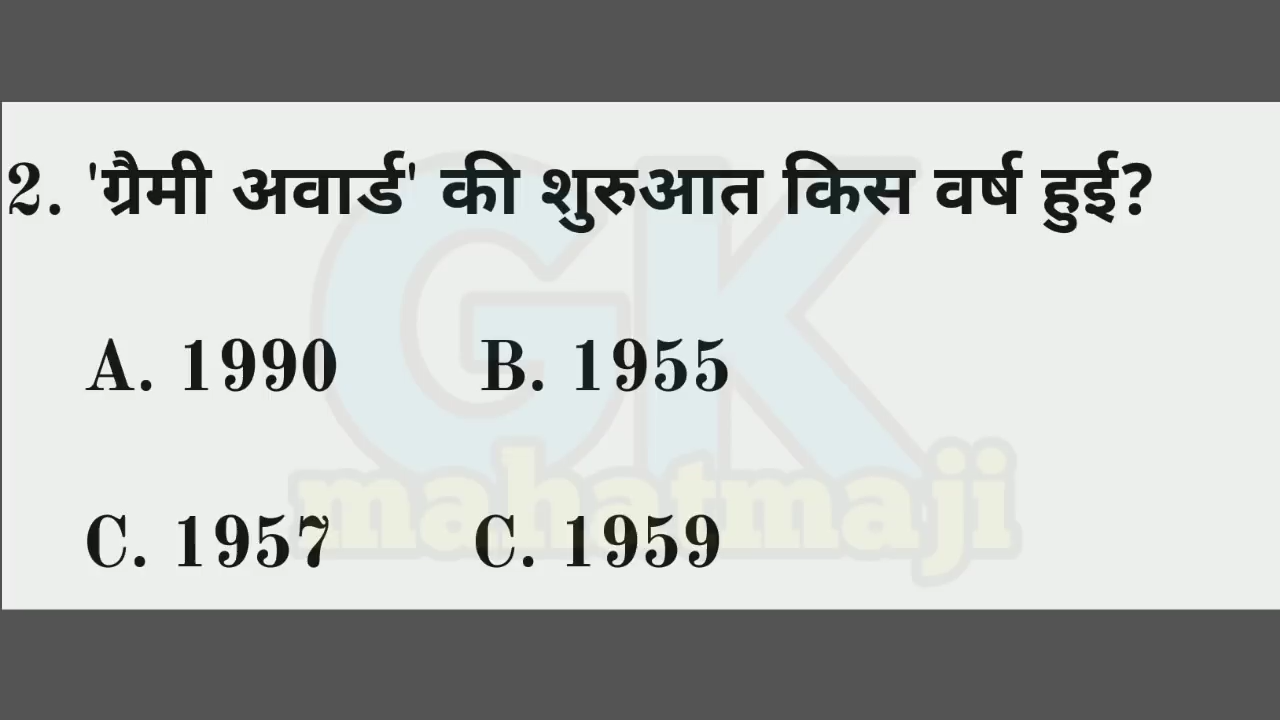 2. 'ग्रैमी अवार्ड' की शुरुआत किस वर्ष हुई?
A. 1990 B. 1955
C. 1957 C. 1959
GK
mahatmaji